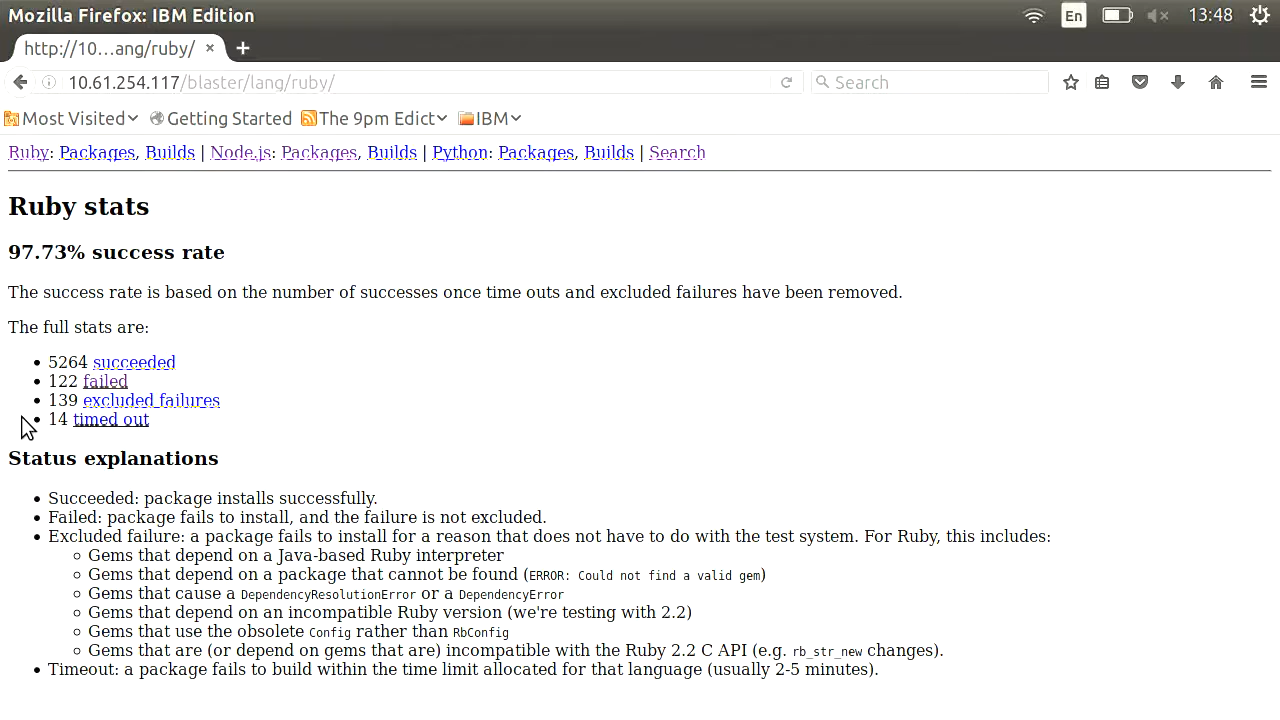 Mozilla Firefox: IBM Edition En 13:48
http://10...ang/ruby/ × +
10.61.254.117/blaster/lang/ruby/ Search
Most Visited Getting Started The 9pm Edict IBM
Ruby: Packages, Builds | Node.js: Packages, Builds | Python: Packages, Builds | Search
Ruby stats
97.73% success rate
The success rate is based on the number of successes once time outs and excluded failures have been removed.
The full stats are:
• 5264 succeeded
• 122 failed
• 139 excluded failures
• 14 timed out
Status explanations
• Succeeded: package installs successfully.
• Failed: package fails to install, and the failure is not excluded.
• Excluded failure: a package fails to install for a reason that does not have to do with the test system. For Ruby, this includes:
◦ Gems that depend on a Java-based Ruby interpreter
◦ Gems that depend on a package that cannot be found (ERROR: Could not find a valid gem)
◦ Gems that cause a DependencyResolutionError or a DependencyError
◦ Gems that depend on an incompatible Ruby version (we're testing with 2.2)
◦ Gems that use the obsolete Config rather than RbConfig
◦ Gems that are (or depend on gems that are) incompatible with the Ruby 2.2 C API (e.g. rb_str_new changes).
• Timeout: a package fails to build within the time limit allocated for that language (usually 2-5 minutes).